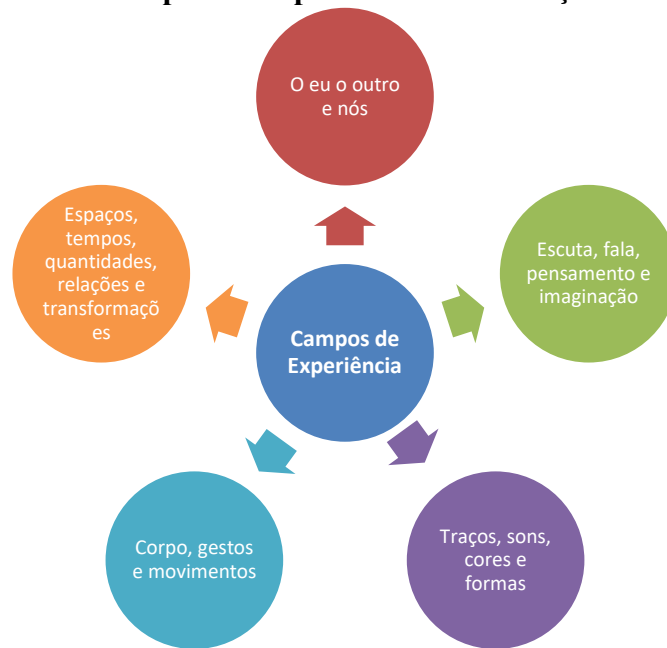 O eu o outro
e nós
Escuta, fala,
pensamento e
imaginação
Espaços,
tempos,
quantidades,
relações e
transformaçõ
es
Campos de
Experiência
Traços, sons,
cores e
formas
Corpo, gestos
e movimentos